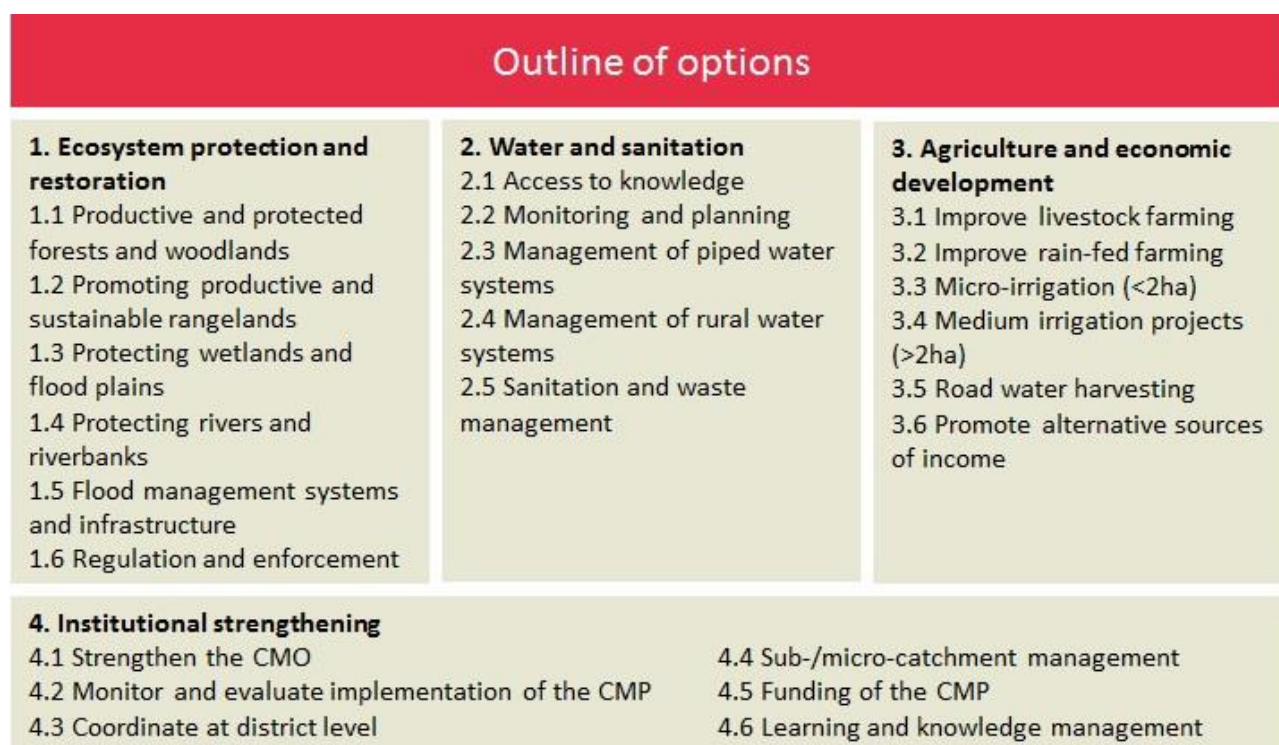 Outline of options
1. Ecosystem protection and
restoration
1.1 Productive and protected
forests and woodlands
1.2 Promoting productive and
sustainable rangelands
1.3 Protecting wetlands and
flood plains
1.4 Protecting rivers and
riverbanks
1.5 Flood management systems
and infrastructure
1.6 Regulation and enforcement
2. Water and sanitation
2.1 Access to knowledge
2.2 Monitoring and planning
2.3 Management of piped water
systems
2.4 Management of rural water
systems
2.5 Sanitation and waste
management
3. Agriculture and economic
development
3.1 Improve livestock farming
3.2 Improve rain-fed farming
3.3 Micro-irrigation (<2ha)
3.4 Medium irrigation projects
(>2ha)
3.5 Road water harvesting
3.6 Promote alternative sources
of income
4. Institutional strengthening
4.1 Strengthen the CMO
4.2 Monitor and evaluate implementation of the CMP
4.3 Coordinate at district level
4.4 Sub-/micro-catchment management
4.5 Funding of the CMP
4.6 Learning and knowledge management